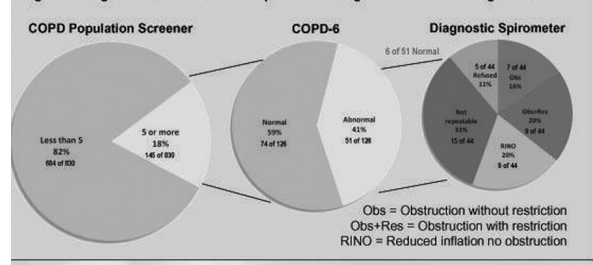 COPD Population Screener
COPD-6
Diagnostic Spirometer
6 of 51 Normal
Less than 5
82%
684 of 830
5 or more
18%
145 of 830
Normal
59%
74 of 126
Abnormal
41%
51 of 126
5 of 44
Refused
11%
7 of 44
Obs
16%
Obs+Res
20%
9 of 44
RINO
20%
9 of 44
Not
repeatable
33%
15 of 44
Obs = Obstruction without restriction
Obs+Res = Obstruction with restriction
RINO = Reduced inflation no obstruction